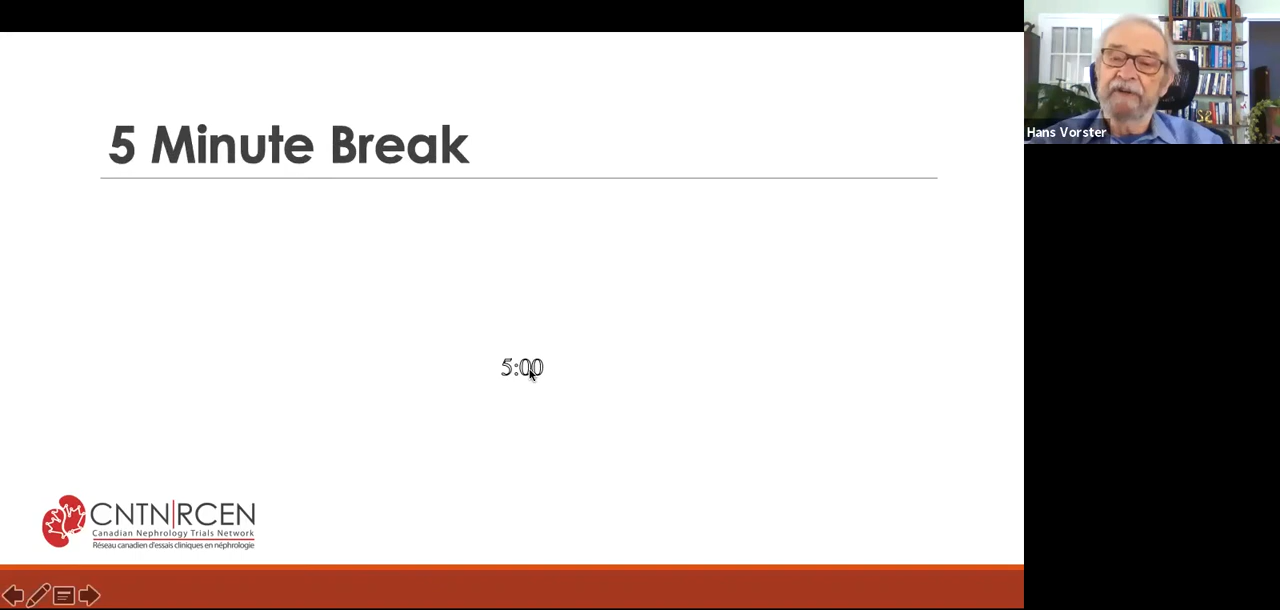 5 Minute Break
5:00
CNTN|RCEN
Canadian Nephrology Trials Network
Réseau canadien d'essais cliniques en néphrologie
Hans Vorster